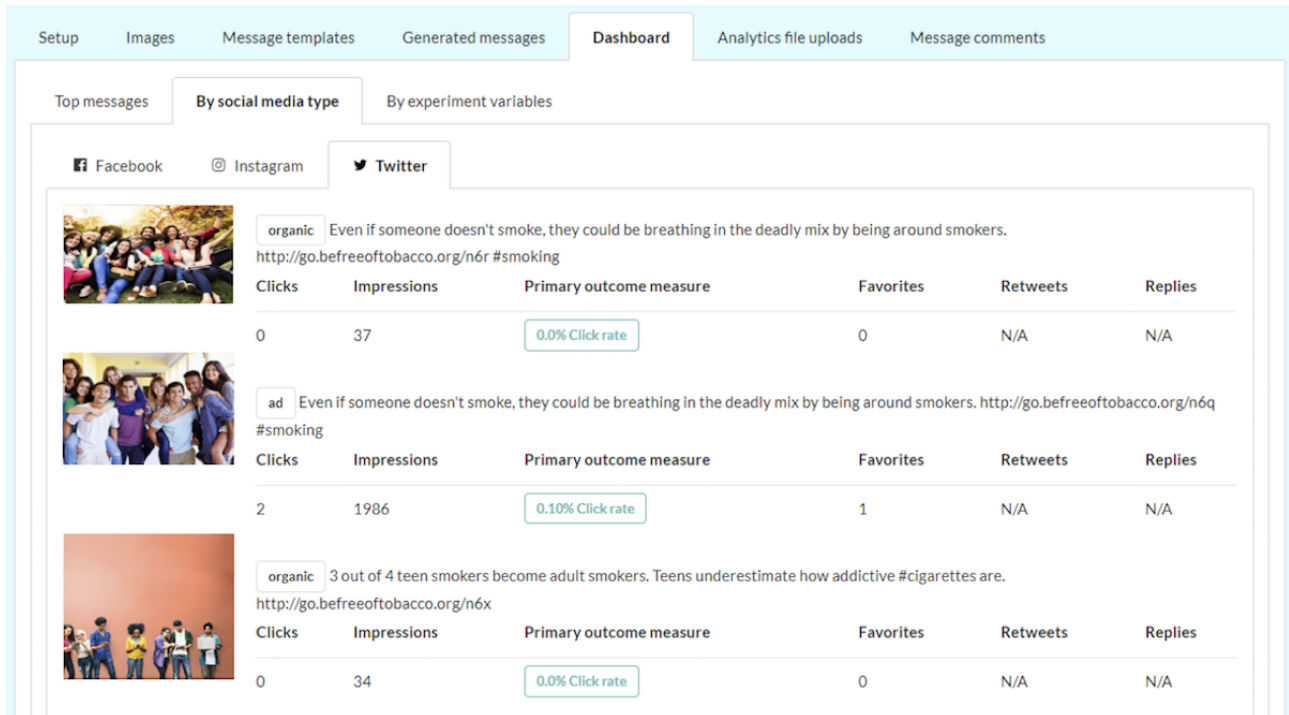 Setup Images Message templates Generated messages Dashboard Analytics file uploads Message comments
Top messages By social media type By experiment variables
Facebook Instagram Twitter
organic Even if someone doesn't smoke, they could be breathing in the deadly mix by being around smokers.
http://go.befreeoftobacco.org/n6r #smoking
Clicks Impressions Primary outcome measure Favorites Retweets Replies
0 37 0.0% Click rate 0 N/A N/A
ad Even if someone doesn't smoke, they could be breathing in the deadly mix by being around smokers. http://go.befreeoftobacco.org/n6q
#smoking
Clicks Impressions Primary outcome measure Favorites Retweets Replies
2 1986 0.10% Click rate 1 N/A N/A
organic 3 out of 4 teen smokers become adult smokers. Teens underestimate how addictive #cigarettes are.
http://go.befreeoftobacco.org/n6x
Clicks Impressions Primary outcome measure Favorites Retweets Replies
0 34 0.0% Click rate 0 N/A N/A